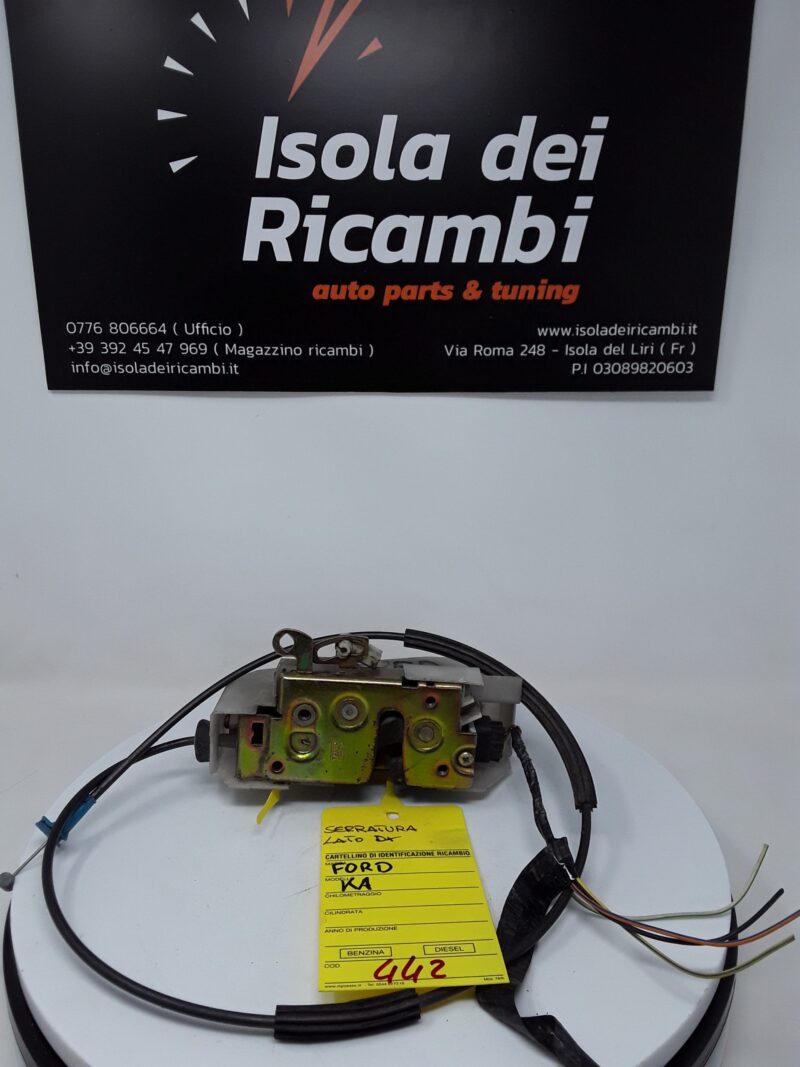 Isola dei
Ricambi
auto parts & tuning
0776 806664 ( Ufficio )
+39 392 45 47 969 ( Magazzino ricambi )
info@isoladeiricambi.it
www.isoladeiricambi.it
Via Roma 248 - Isola del Liri ( Fr )
P.I 03089820603
SERRATURA
LATO DX
CARTELLINO DI IDENTIFICAZIONE RICAMBIO
FORD
KA
CHILOMETRAGGIO
CILINDRATA
ANNO DI PRODUZIONE
BENZINA DIESEL
COD. 442